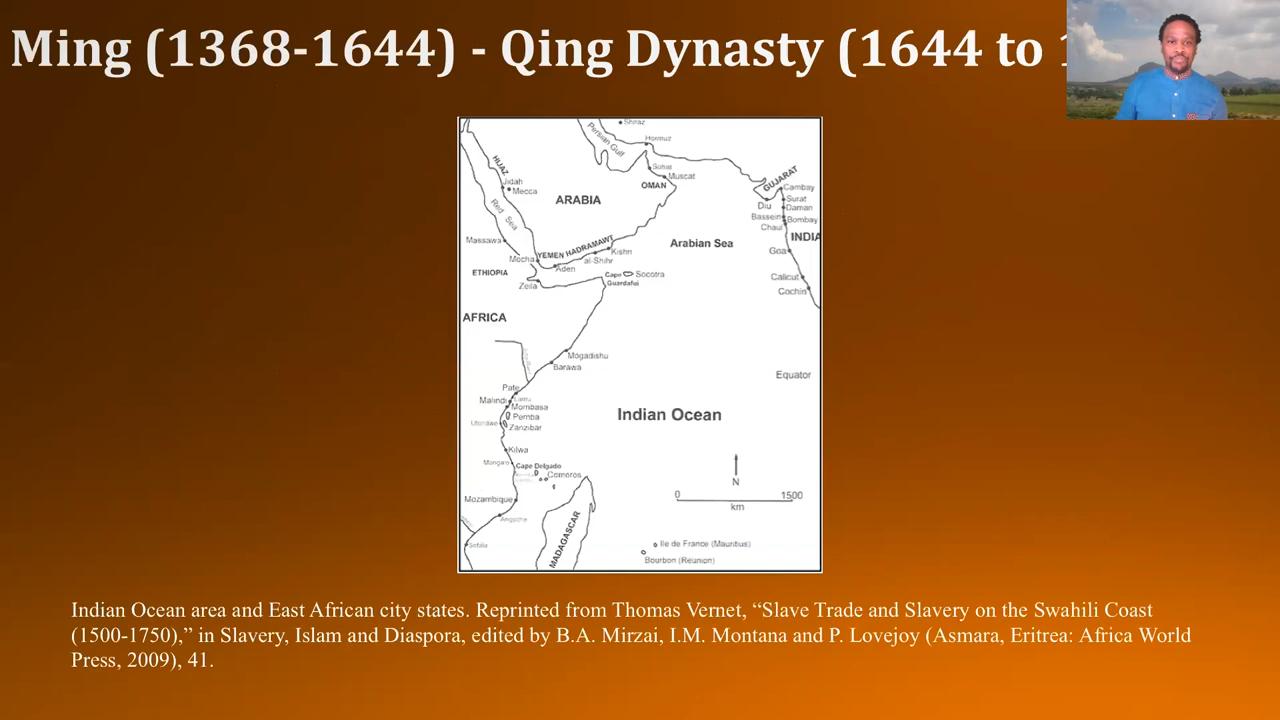 Ming (1368-1644) - Qing Dynasty (1644 to
Shiraz
Persian Gulf
Hormuz
HIJAZ
Sohar
Muscat
OMAN
GUJARAT
Cambay
Jidah
Mecca
Surat
ARABIA
Diu
Daman
Red Sea
Bassein
Bombay
Chaul
INDIA
Massawa
YEMEN
HADRAMAWT
Arabian Sea
Kishn
Goa
Mocha
al-Shihr
Aden
ETHIOPIA
Cape
Guardafui
Socotra
Calicut
Zeila
Cochin
AFRICA
Mogadishu
Barawa
Equator
Pate
Lamu
Malindi
Mombasa
Pemba
Indian Ocean
Zanzibar
Kilwa
Cape Delgado
Comoros
N
Mozambique
0
1500
km
Angoche
MADAGASCAR
Sofala
Ile de France (Mauritius)
Bourbon (Reunion)
Indian Ocean area and East African city states. Reprinted from Thomas Vernet, “Slave Trade and Slavery on the Swahili Coast
(1500-1750),” in Slavery, Islam and Diaspora, edited by B.A. Mirzai, I.M. Montana and P. Lovejoy (Asmara, Eritrea: Africa World
Press, 2009), 41.